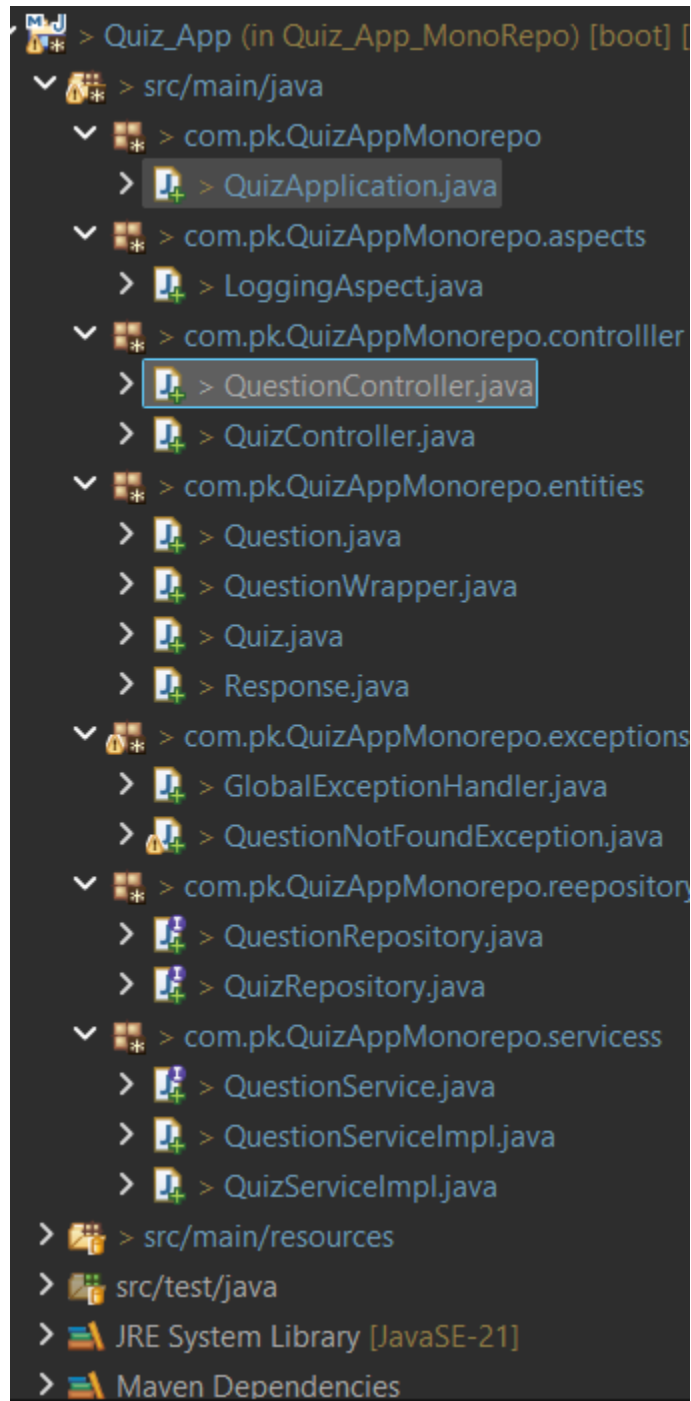 > Quiz_App (in Quiz_App_MonoRepo) [boot] [
> src/main/java
> com.pk.QuizAppMonorepo
> QuizApplication.java
> com.pk.QuizAppMonorepo.aspects
> LoggingAspect.java
> com.pk.QuizAppMonorepo.controlller
> QuestionController.java
> QuizController.java
> com.pk.QuizAppMonorepo.entities
> Question.java
> QuestionWrapper.java
> Quiz.java
> Response.java
> com.pk.QuizAppMonorepo.exceptions
> GlobalExceptionHandler.java
> QuestionNotFoundException.java
> com.pk.QuizAppMonorepo.reepository
> QuestionRepository.java
> QuizRepository.java
> com.pk.QuizAppMonorepo.servicess
> QuestionService.java
> QuestionServiceImpl.java
> QuizServiceImpl.java
> src/main/resources
src/test/java
JRE System Library [JavaSE-21]
Maven Dependencies